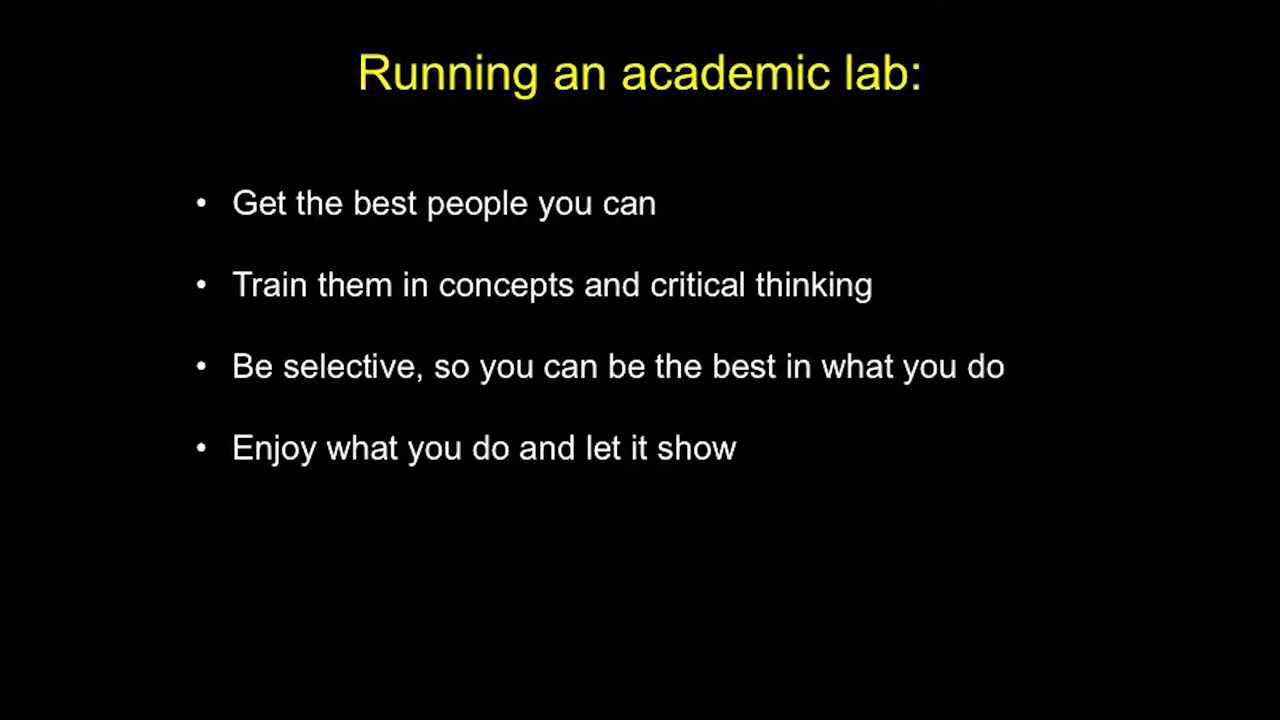 Running an academic lab:
• Get the best people you can
• Train them in concepts and critical thinking
• Be selective, so you can be the best in what you do
• Enjoy what you do and let it show